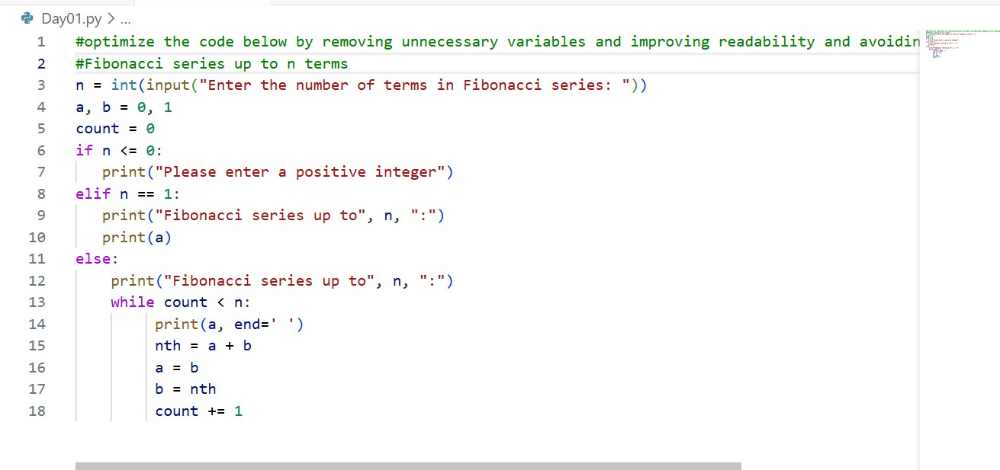 Day01.py > ...
1 #optimize the code below by removing unnecessary variables and improving readability and avoidin
2 #Fibonacci series up to n terms
3 n = int(input("Enter the number of terms in Fibonacci series: "))
4 a, b = 0, 1
5 count = 0
6 if n <= 0:
7    print("Please enter a positive integer")
8 elif n == 1:
9    print("Fibonacci series up to", n, ":")
10    print(a)
11 else:
12     print("Fibonacci series up to", n, ":")
13     while count < n:
14          print(a, end=' ')
15          nth = a + b
16          a = b
17          b = nth
18          count += 1